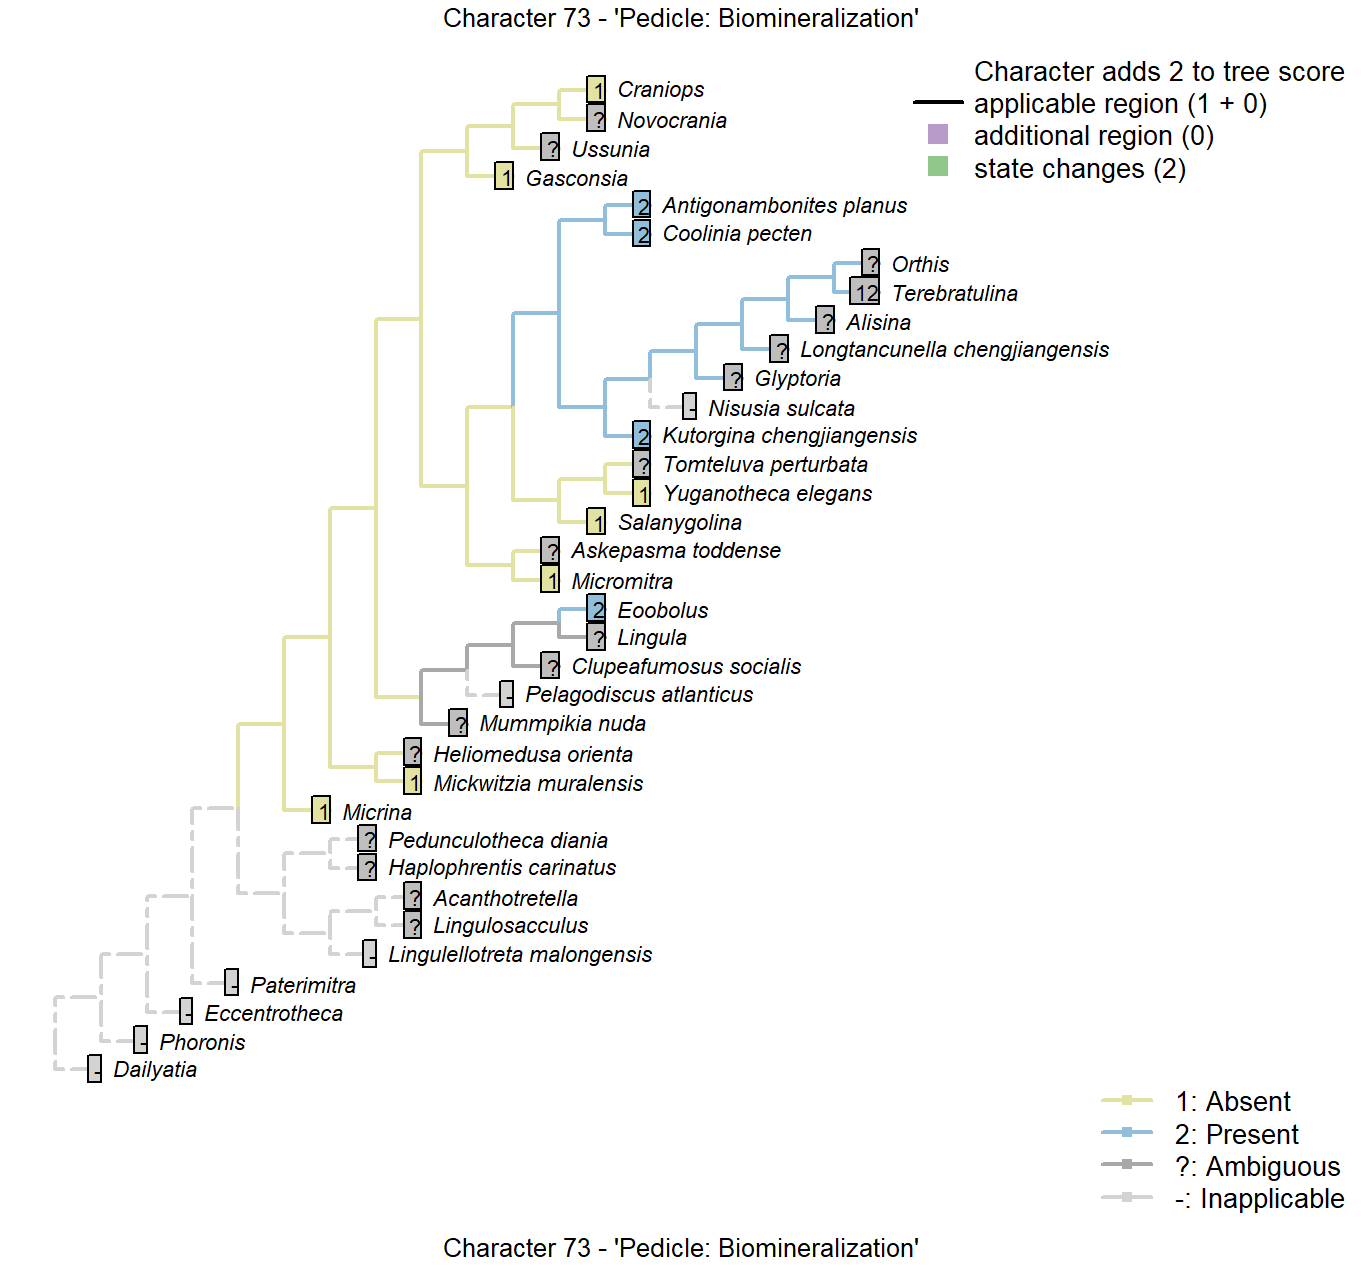 Character 73 - 'Pedicle: Biomineralization'
Character adds 2 to tree score
applicable region (1 + 0)
additional region (0)
state changes (2)
1 Craniops
? Novocrania
? Ussunia
1 Gasconsia
2 Antigonambonites planus
2 Coolinia pecten
? Orthis
12 Terebratulina
? Alisina
? Longtancunella chengjiangensis
? Glyptoria
- Nisusia sulcata
2 Kutorgina chengjiangensis
? Tomteluva perturbata
1 Yuganotheca elegans
1 Salanygolina
? Askepasma toddense
1 Micromitra
2 Eoobolus
? Lingula
? Clupeafumosus socialis
- Pelagodiscus atlanticus
? Mummpikia nuda
? Heliomedusa orienta
1 Mickwitzia muralensis
1 Micrina
? Pedunculotheca diania
? Haplophrentis carinatus
? Acanthotretella
? Lingulosacculus
- Lingulellotreta malongensis
- Paterimitra
- Eccentrotheca
- Phoronis
- Dailyatia
1: Absent
2: Present
?: Ambiguous
-: Inapplicable
Character 73 - 'Pedicle: Biomineralization'